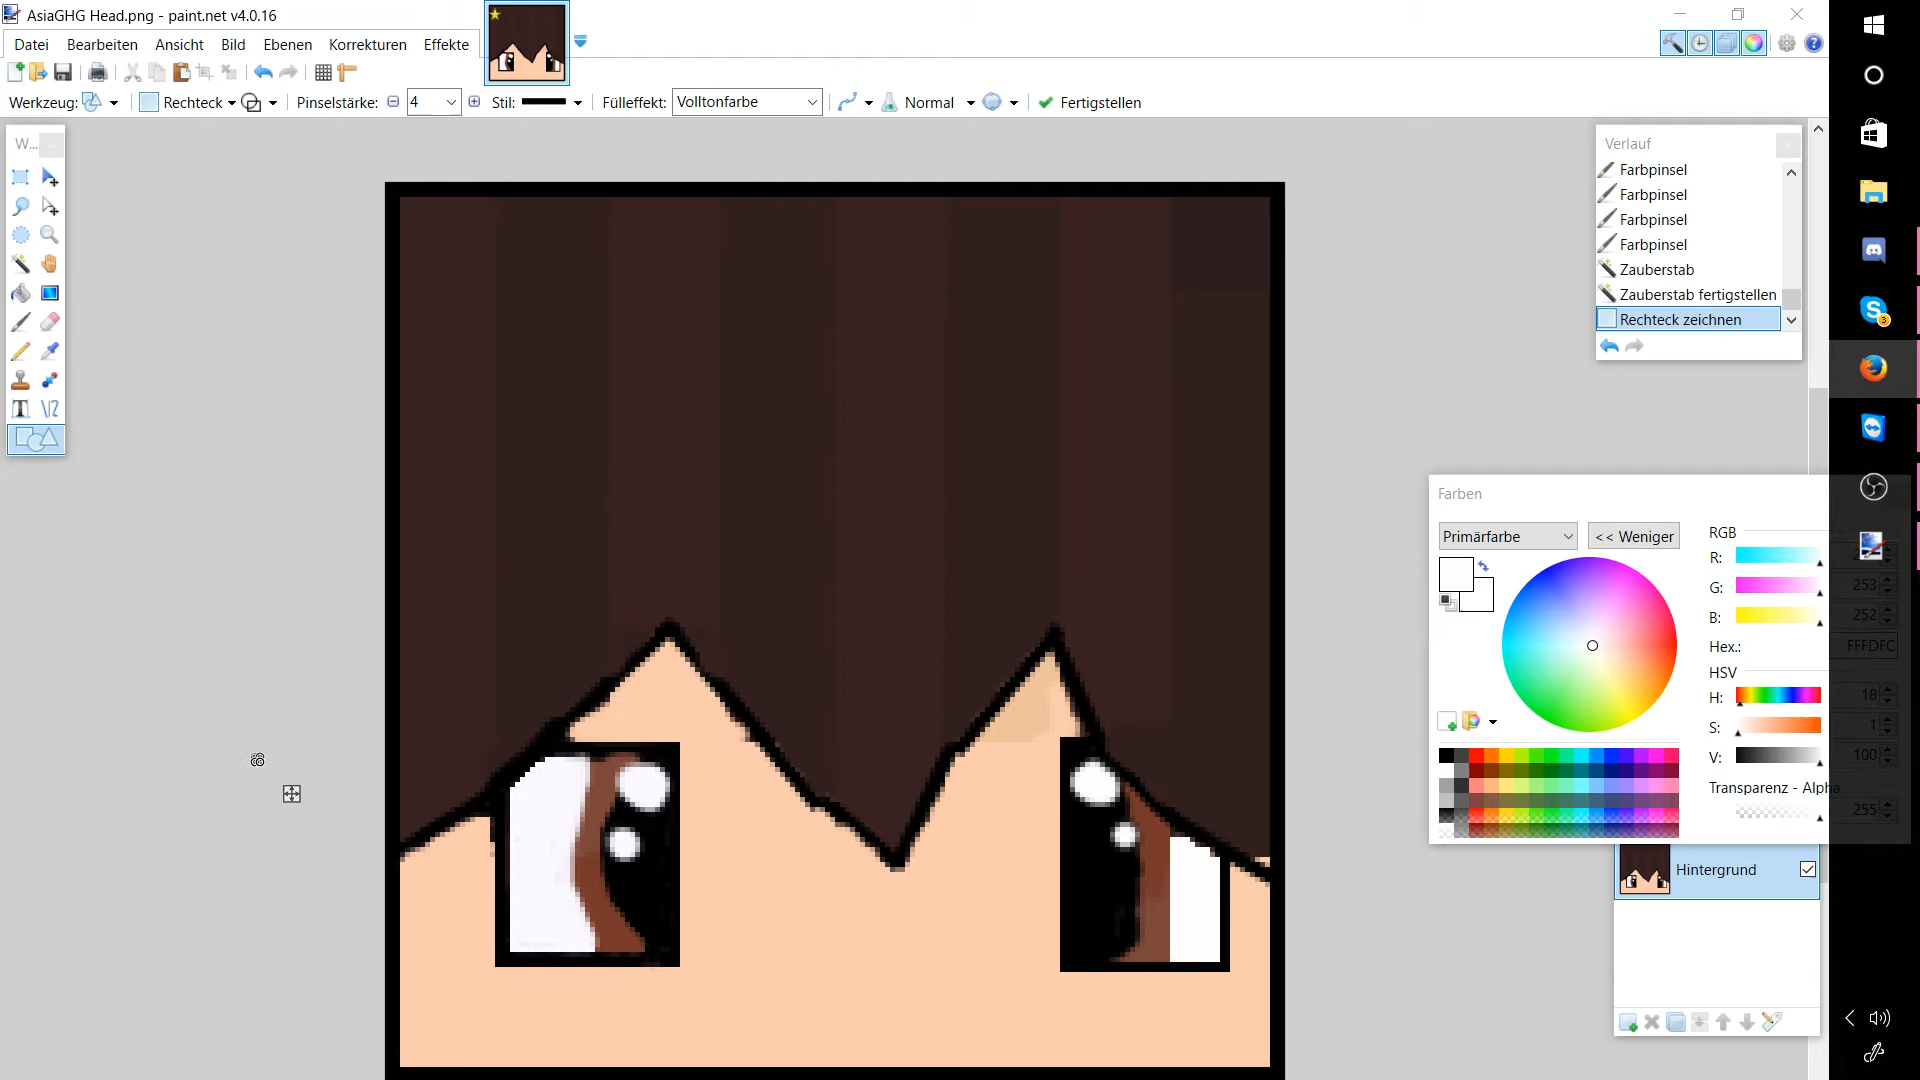 AsiaGHG Head.png - paint.net v4.0.16
Datei Bearbeiten Ansicht Bild Ebenen Korrekturen Effekte
Werkzeug: Rechteck Pinselstärke: 4 Stil: Fülleffekt: Volltonfarbe Normal Fertigstellen
W...
Verlauf
Farbpinsel
Farbpinsel
Farbpinsel
Farbpinsel
Zauberstab
Zauberstab fertigstellen
Rechteck zeichnen
Farben
Primärfarbe << Weniger
RGB
R:
G: 253
B: 252
Hex.: FFFDFC
HSV
H: 18
S: 1
V: 100
Transparenz - Alpha
255
Hintergrund
3